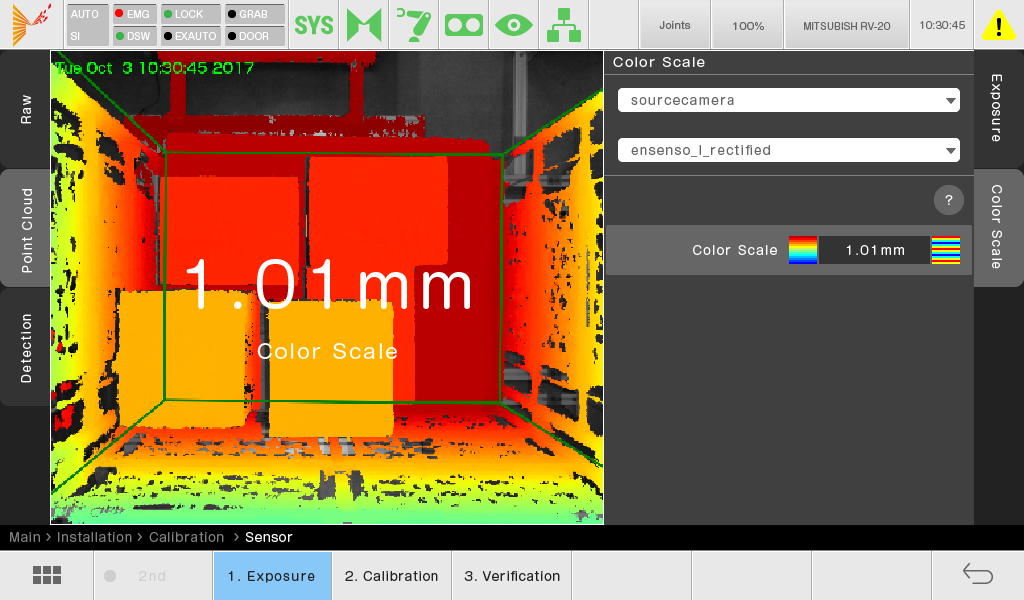 AUTO
SI
EMG
DSW
LOCK
EXAUTO
GRAB
DOOR
SYS
Joints
100%
MITSUBISH RV-20
10:30:45
Tue Oct 3 10:30:45 2017
Raw
Point Cloud
Detection
1.01mm
Color Scale
Color Scale
sourcecamera
ensenso_l_rectified
?
Color Scale
1.01mm
Exposure
Color Scale
Main > Installation > Calibration > Sensor
2nd
1. Exposure
2. Calibration
3. Verification